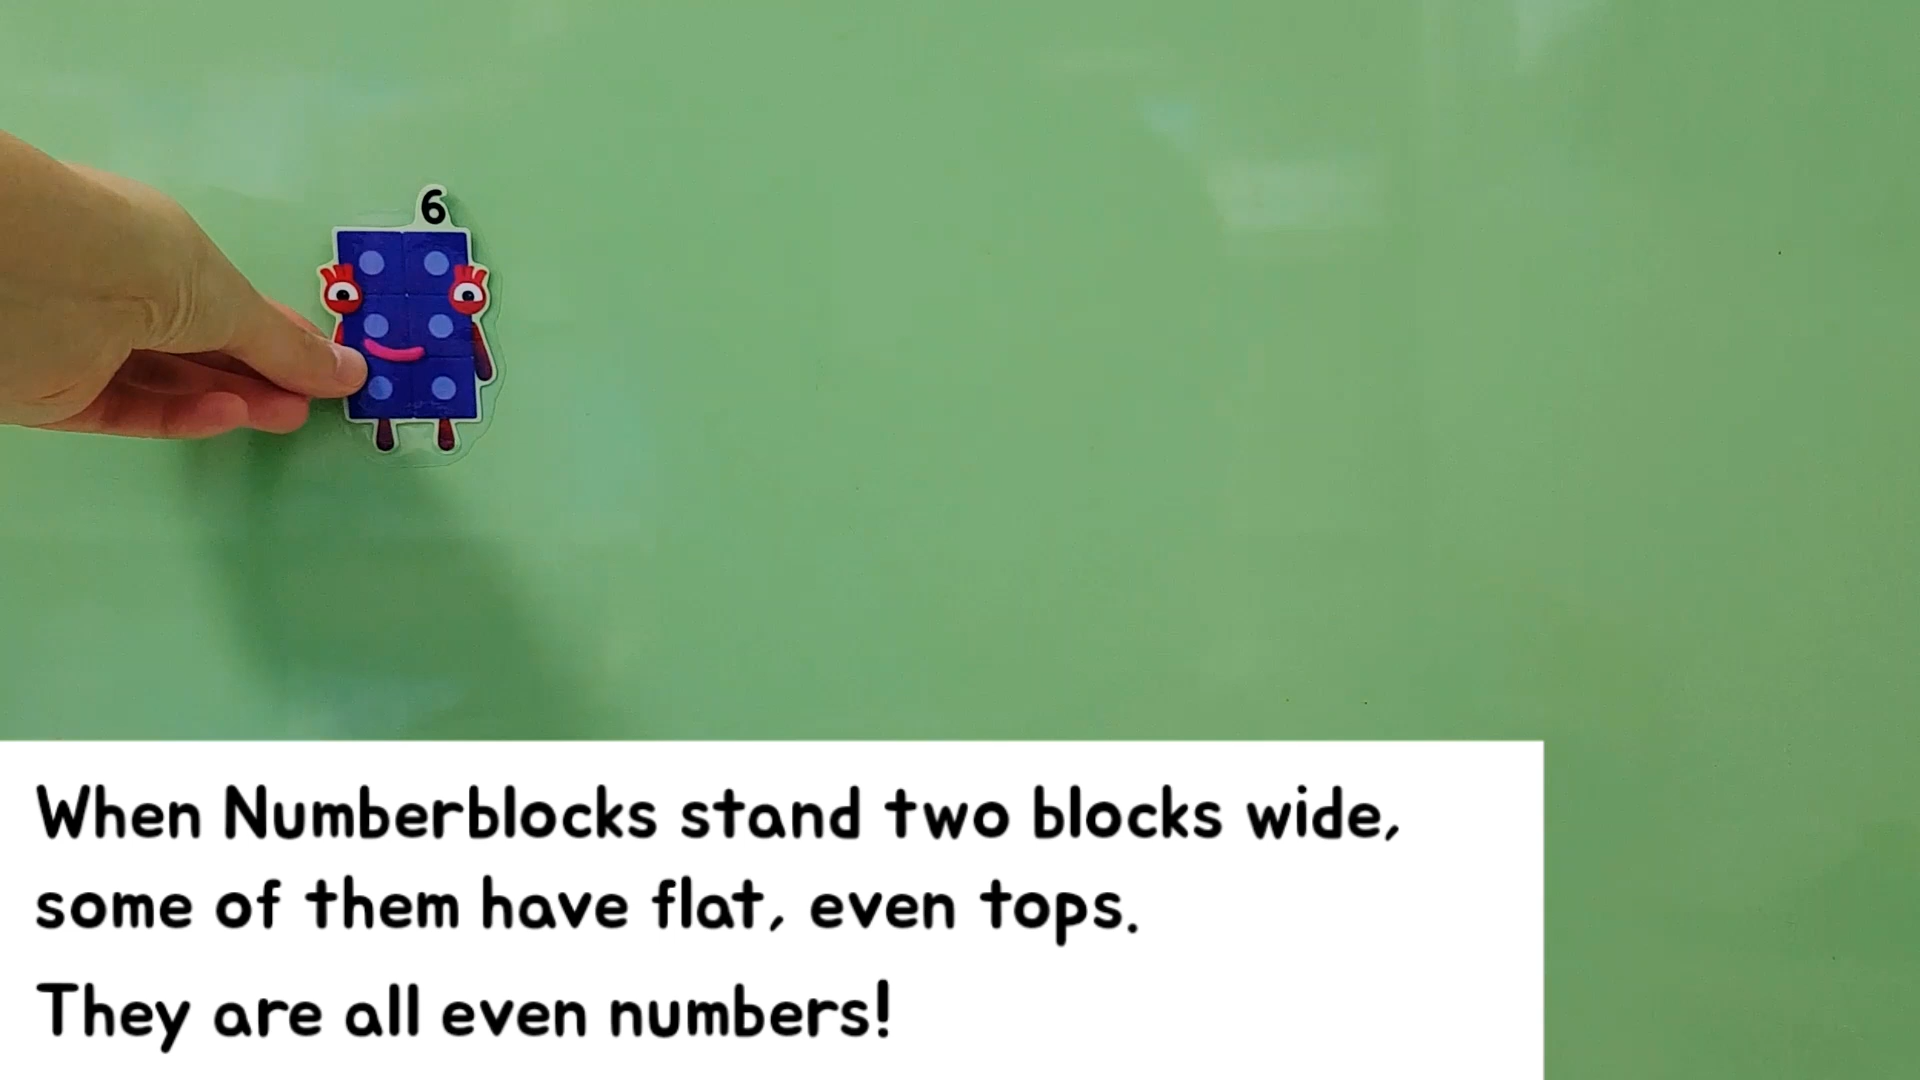 6
When Numberblocks stand two blocks wide,
some of them have flat, even tops.
They are all even numbers!